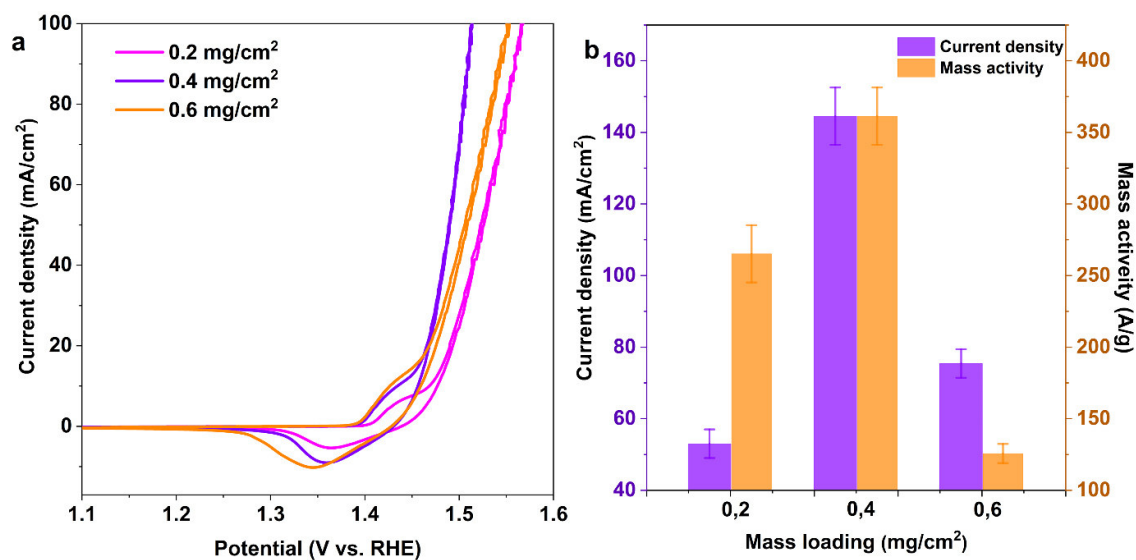 a
0.2 mg/cm²
0.4 mg/cm²
0.6 mg/cm²
Current dentsity (mA/cm²)
100
80
60
40
20
0
1.1 1.2 1.3 1.4 1.5 1.6
Potential (V vs. RHE)
b
Current density
Mass activity
Current density (mA/cm²)
160
140
120
100
80
60
40
Mass activeity (A/g)
400
350
300
250
200
150
100
0,2 0,4 0,6
Mass loading (mg/cm²)